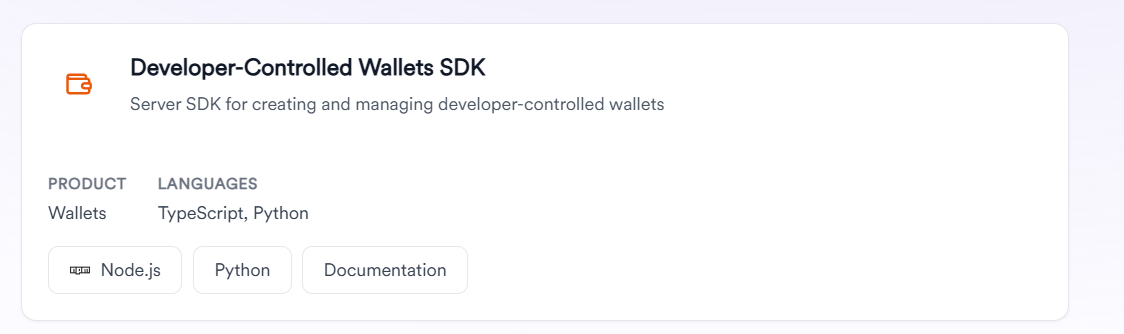 Developer-Controlled Wallets SDK
Server SDK for creating and managing developer-controlled wallets
PRODUCT LANGUAGES
Wallets TypeScript, Python
Node.js Python Documentation